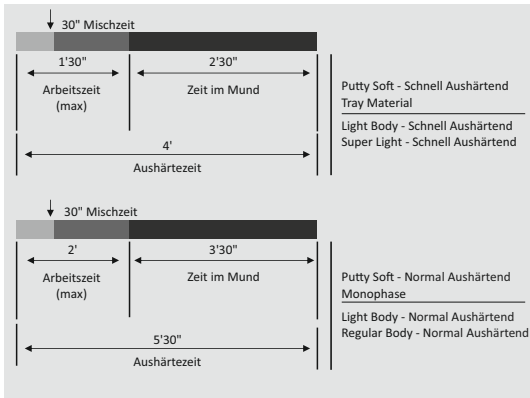 30" Mischzeit
1'30"
2'30"
Arbeitszeit
(max)
Zeit im Mund
4'
Aushärtezeit
Putty Soft - Schnell Aushärtend
Tray Material
Light Body - Schnell Aushärtend
Super Light - Schnell Aushärtend
30" Mischzeit
2'
3'30"
Arbeitszeit
(max)
Zeit im Mund
5'30"
Aushärtezeit
Putty Soft - Normal Aushärtend
Monophase
Light Body - Normal Aushärtend
Regular Body - Normal Aushärtend